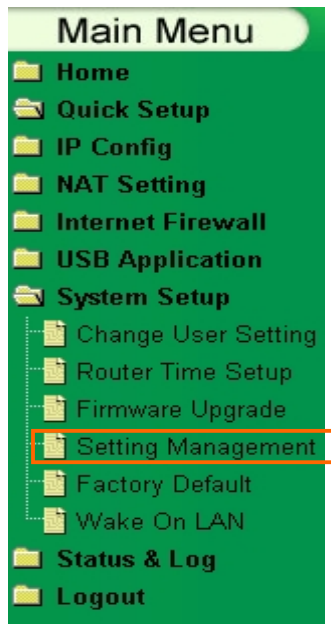 Main Menu
Home
Quick Setup
IP Config
NAT Setting
Internet Firewall
USB Application
System Setup
Change User Setting
Router Time Setup
Firmware Upgrade
Setting Management
Factory Default
Wake On LAN
Status & Log
Logout